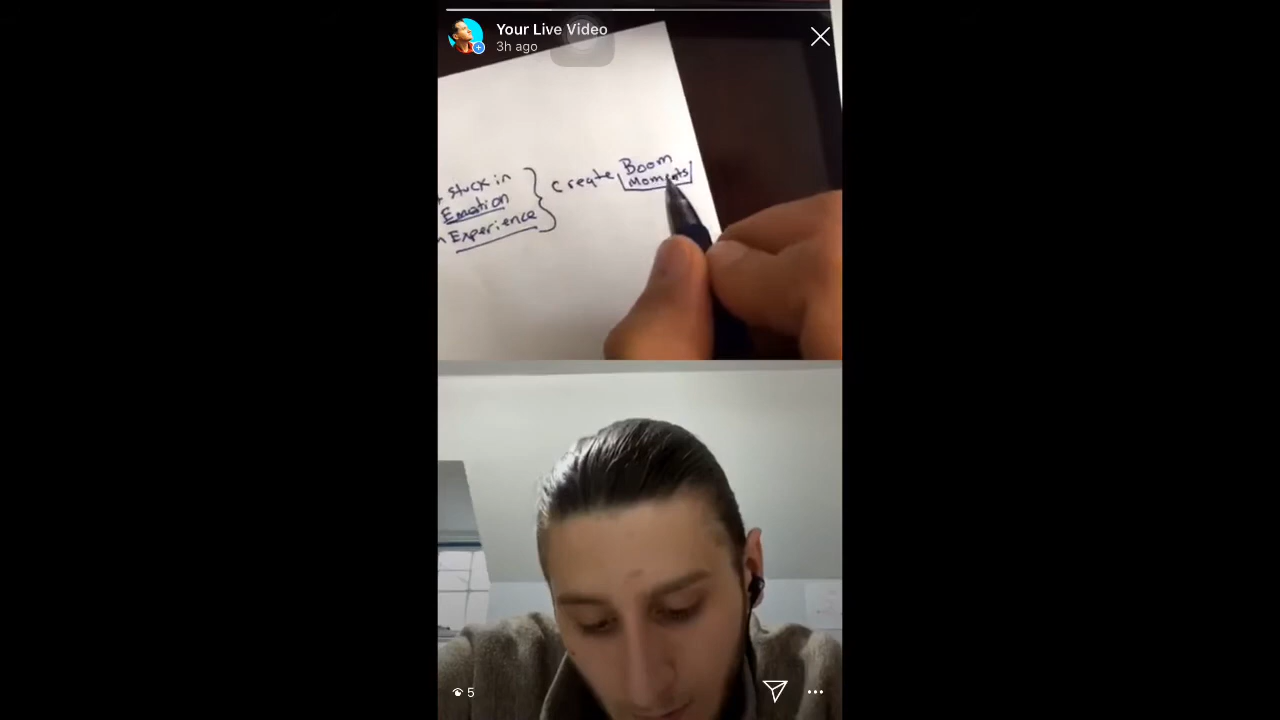 Your Live Video
3h ago
Boom
stuck in } create Moments
Emotion
Experience
5